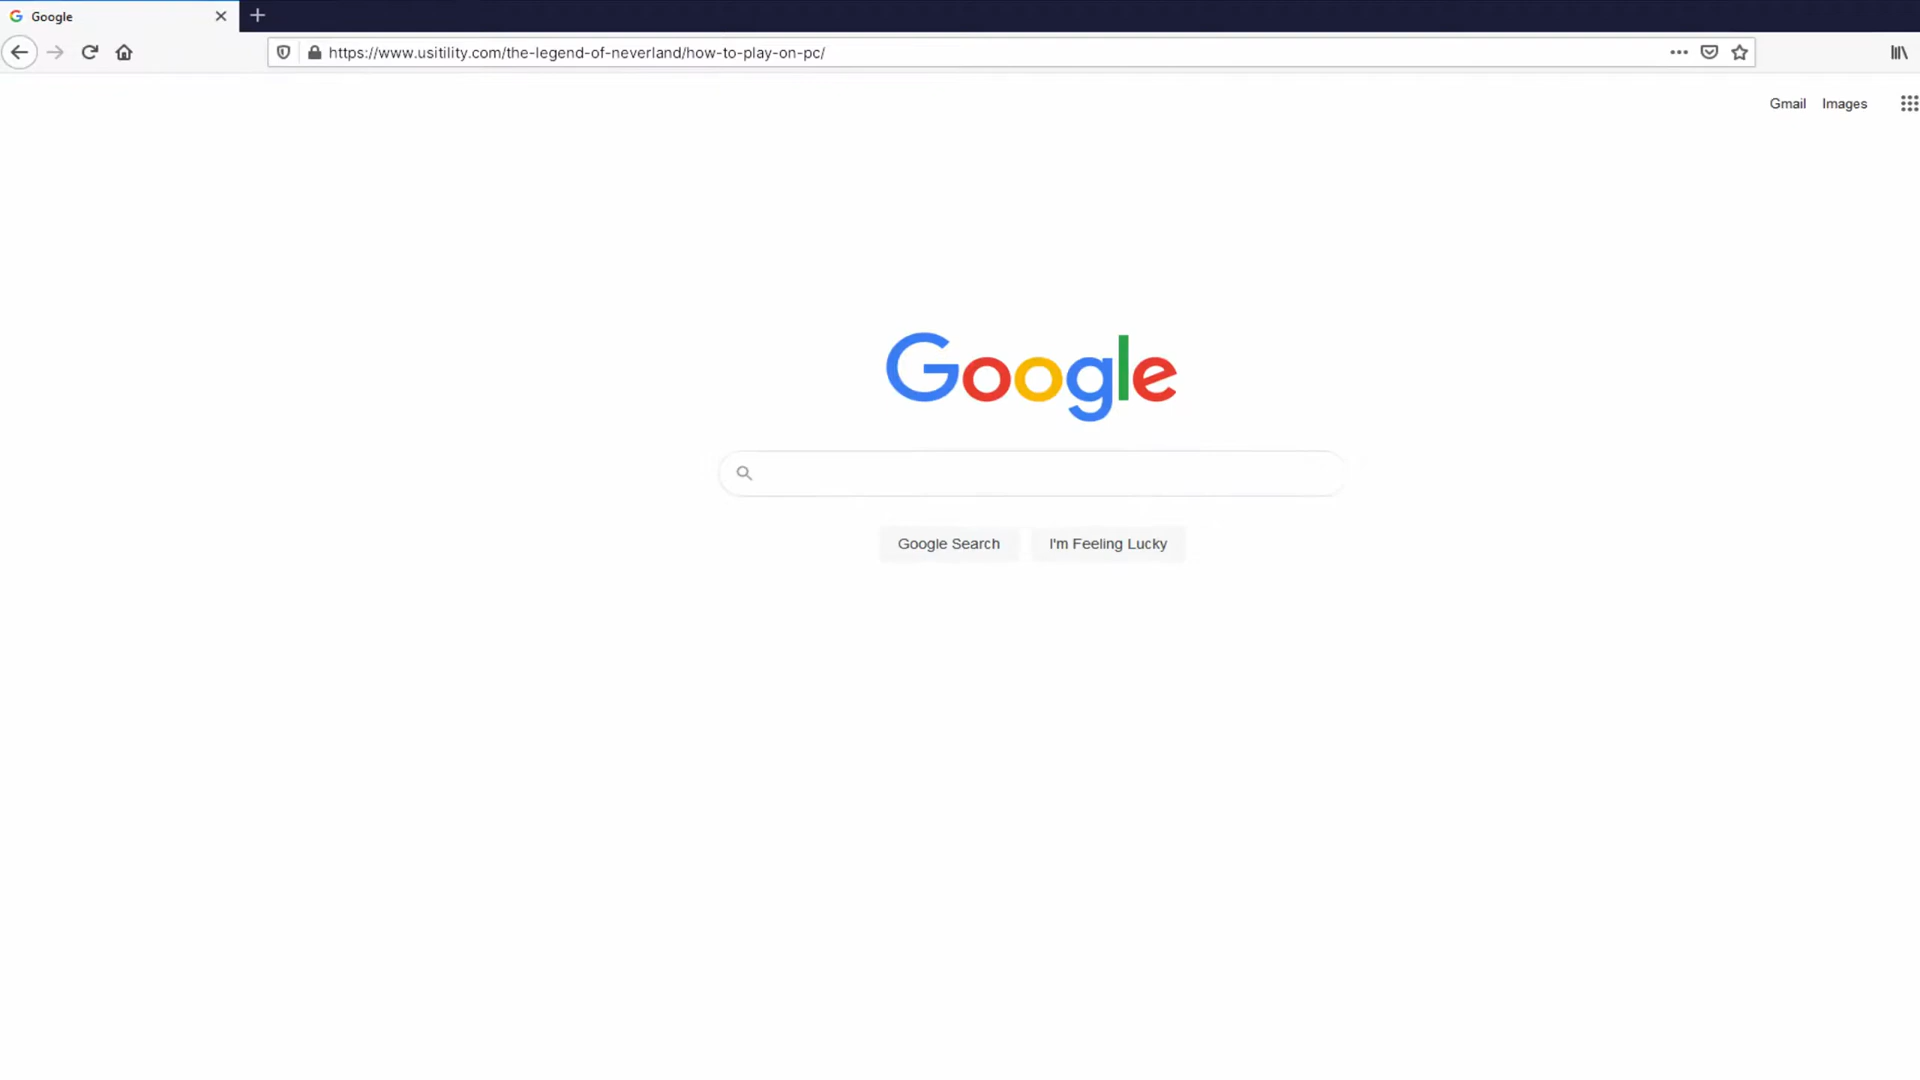 Google
https://www.usitility.com/the-legend-of-neverland/how-to-play-on-pc/
Gmail Images
Google
Google Search I'm Feeling Lucky